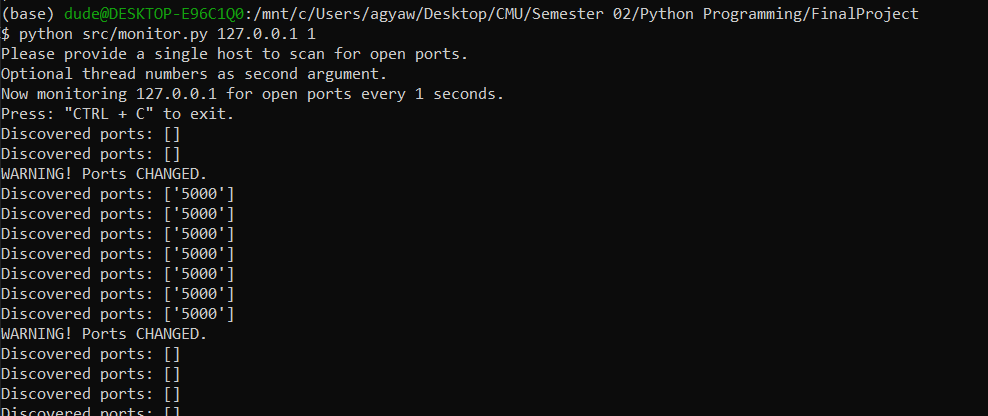 (base) dude@DESKTOP-E96C1Q0:/mnt/c/Users/agyaw/Desktop/CMU/Semester 02/Python Programming/FinalProject
$ python src/monitor.py 127.0.0.1 1
Please provide a single host to scan for open ports.
Optional thread numbers as second argument.
Now monitoring 127.0.0.1 for open ports every 1 seconds.
Press: "CTRL + C" to exit.
Discovered ports: []
Discovered ports: []
WARNING! Ports CHANGED.
Discovered ports: ['5000']
Discovered ports: ['5000']
Discovered ports: ['5000']
Discovered ports: ['5000']
Discovered ports: ['5000']
Discovered ports: ['5000']
Discovered ports: ['5000']
WARNING! Ports CHANGED.
Discovered ports: []
Discovered ports: []
Discovered ports: []
Discovered ports: []